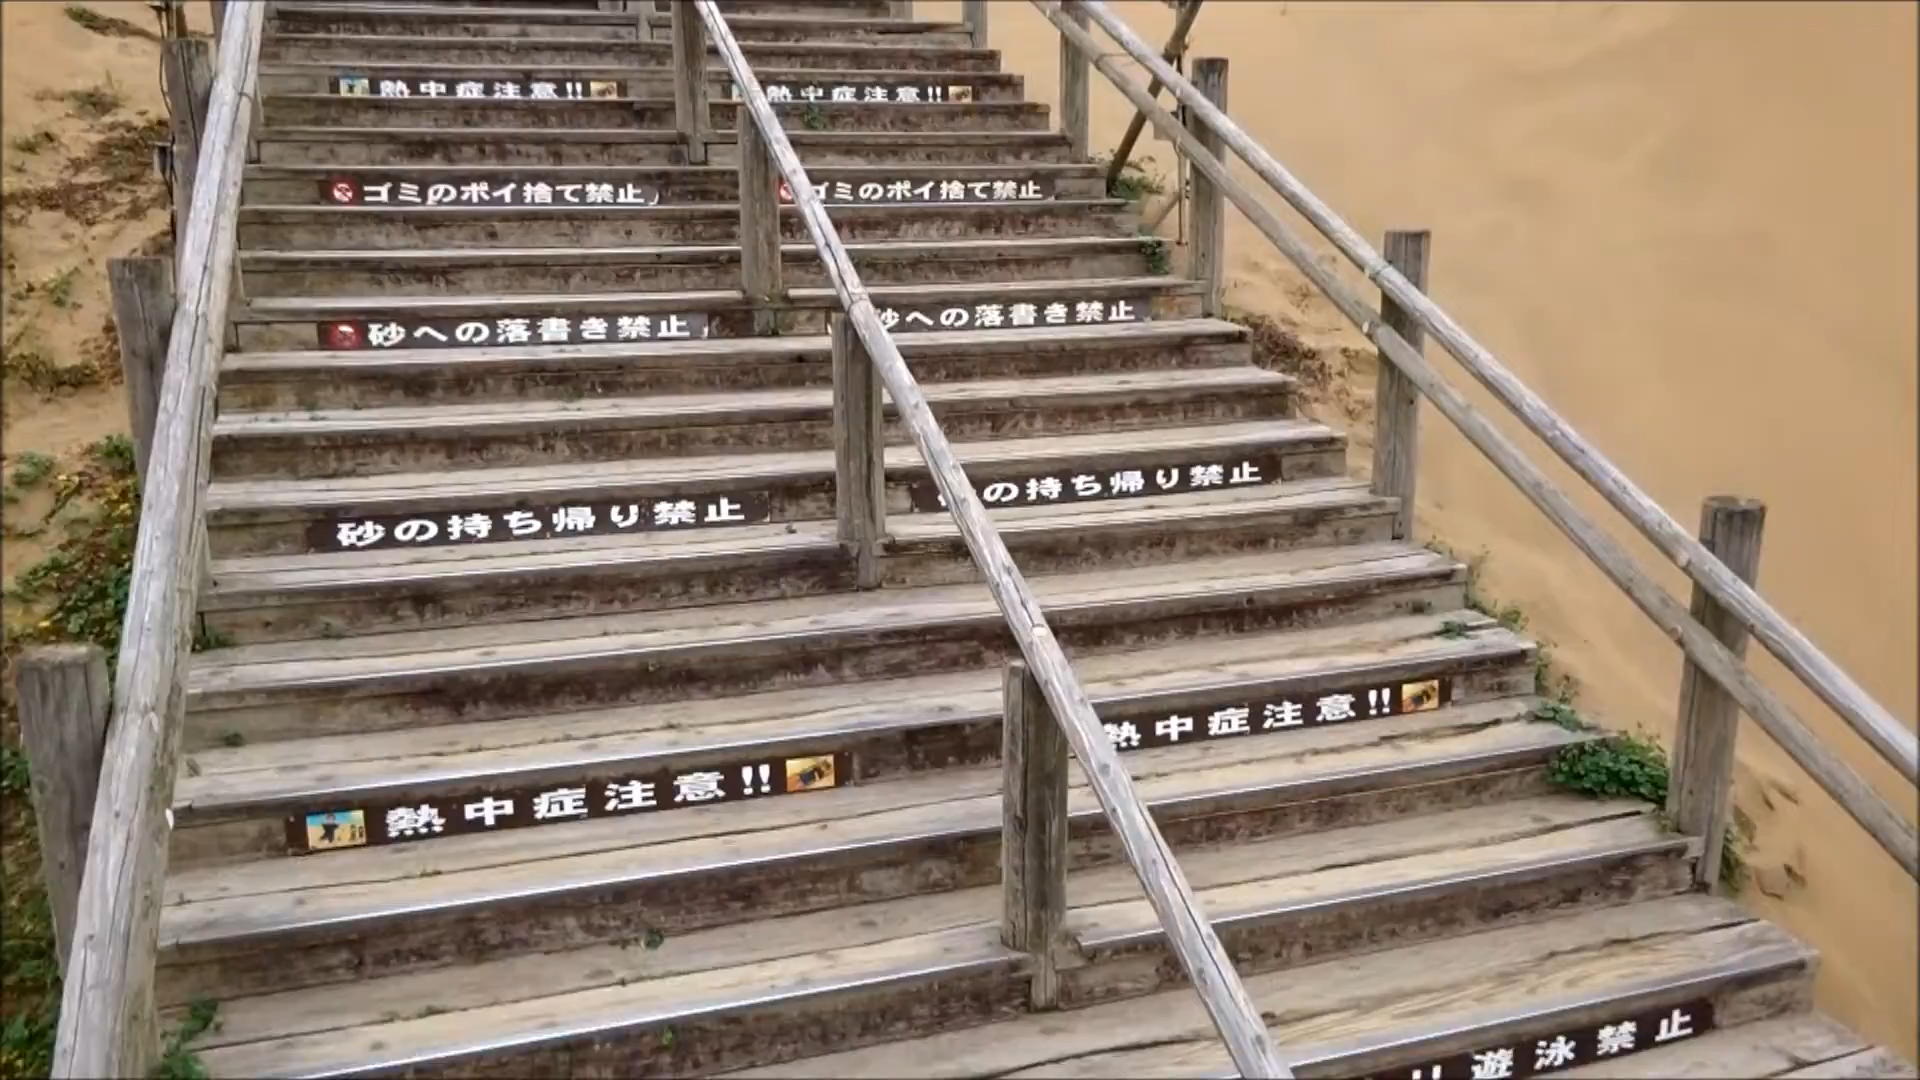 熱中症注意!!
熱中症注意!!
ゴミのポイ捨て禁止
ゴミのポイ捨て禁止
砂への落書き禁止
砂への落書き禁止
砂の持ち帰り禁止
の持ち帰り禁止
熱中症注意!!
熱中症注意!!
!! 遊泳禁止